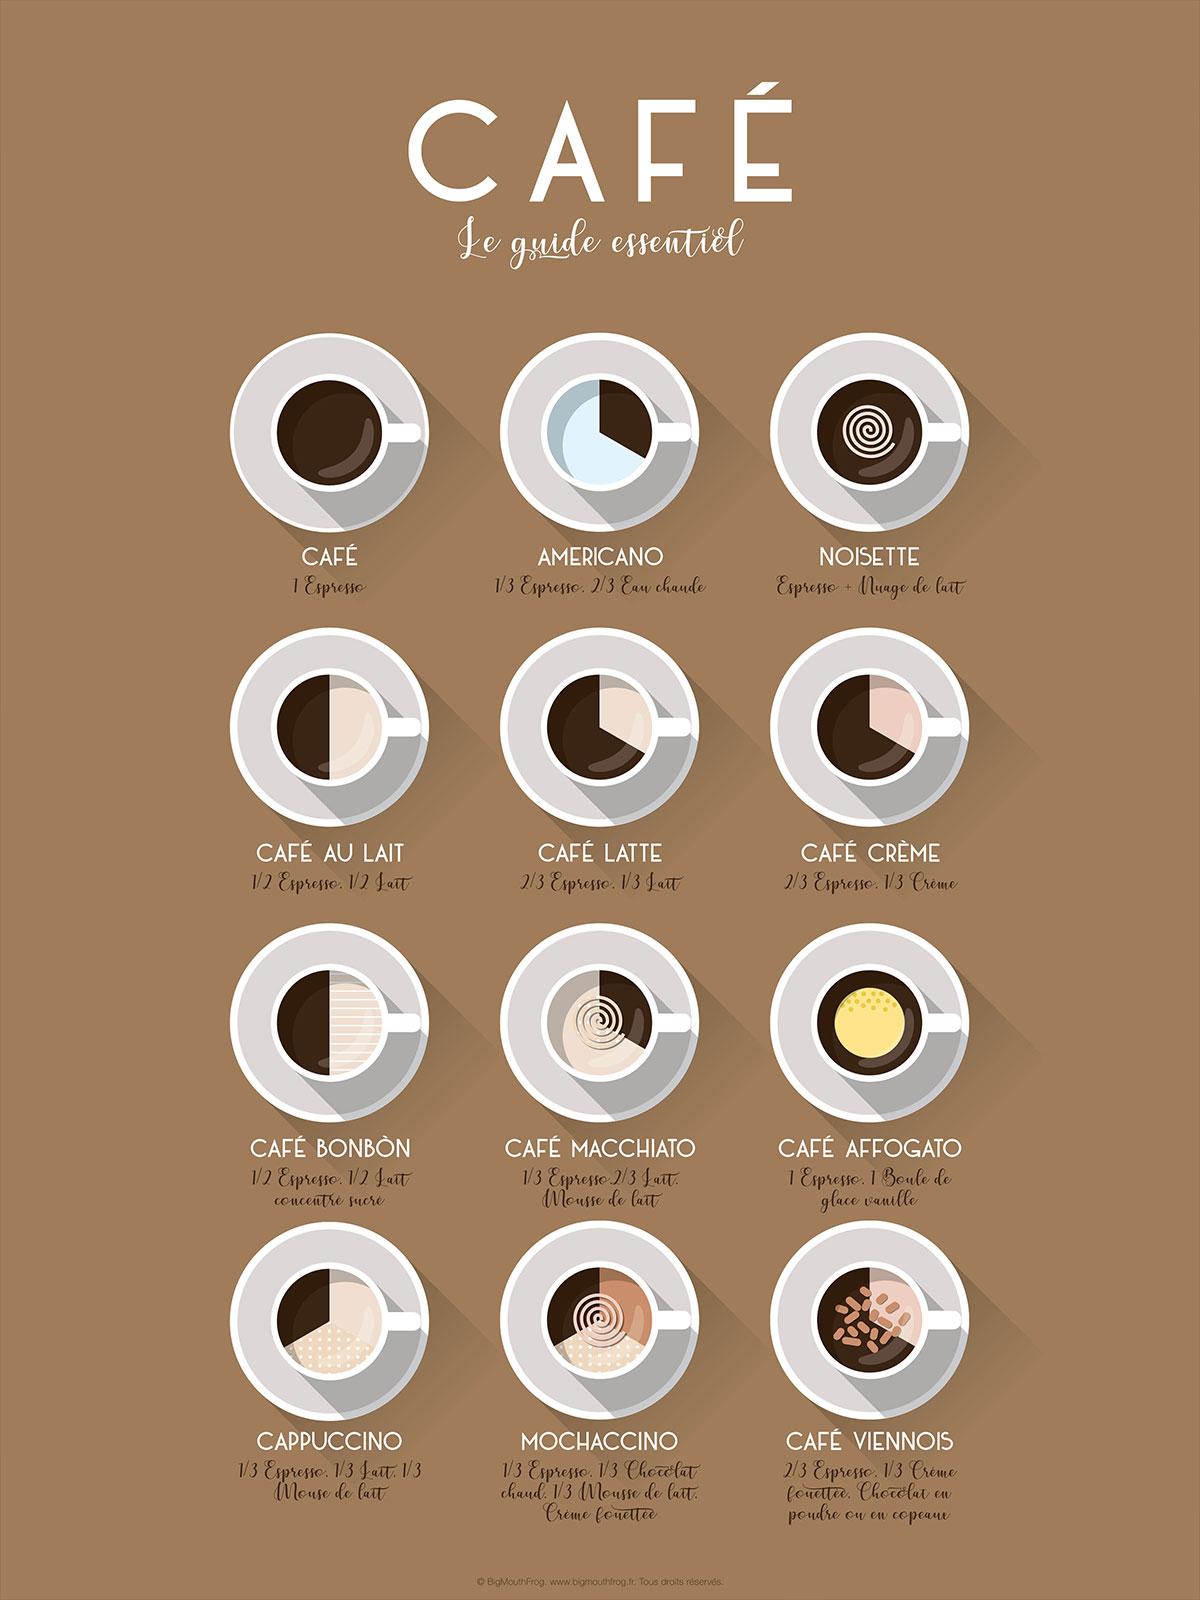 CAFÉ
Le guide essentiel
CAFÉ
1 Espresso
AMERICANO
1/3 Espresso. 2/3 Eau chaude
NOISETTE
Espresso + Nuage de lait
CAFÉ AU LAIT
1/2 Espresso. 1/2 Lait
CAFÉ LATTE
2/3 Espresso. 1/3 Lait
CAFÉ CRÈME
2/3 Espresso. 1/3 Crème
CAFÉ BONBÒN
1/2 Espresso. 1/2 Lait
concentré sucré
CAFÉ MACCHIATO
1/3 Espresso.2/3 Lait.
Mousse de lait
CAFÉ AFFOGATO
1 Espresso. 1 Boule de
glace vanille
CAPPUCCINO
1/3 Espresso. 1/3 Lait. 1/3
Mouse de lait
MOCHACCINO
1/3 Espresso. 1/3 Chocolat
chaud. 1/3 Mousse de lait.
Crème fouettée
CAFÉ VIENNOIS
2/3 Espresso. 1/3 Crème
fouettée. Chocolat en
poudre ou en copeaux
© BigMouthFrog. www.bigmouthfrog.fr. Tous droits réservés.